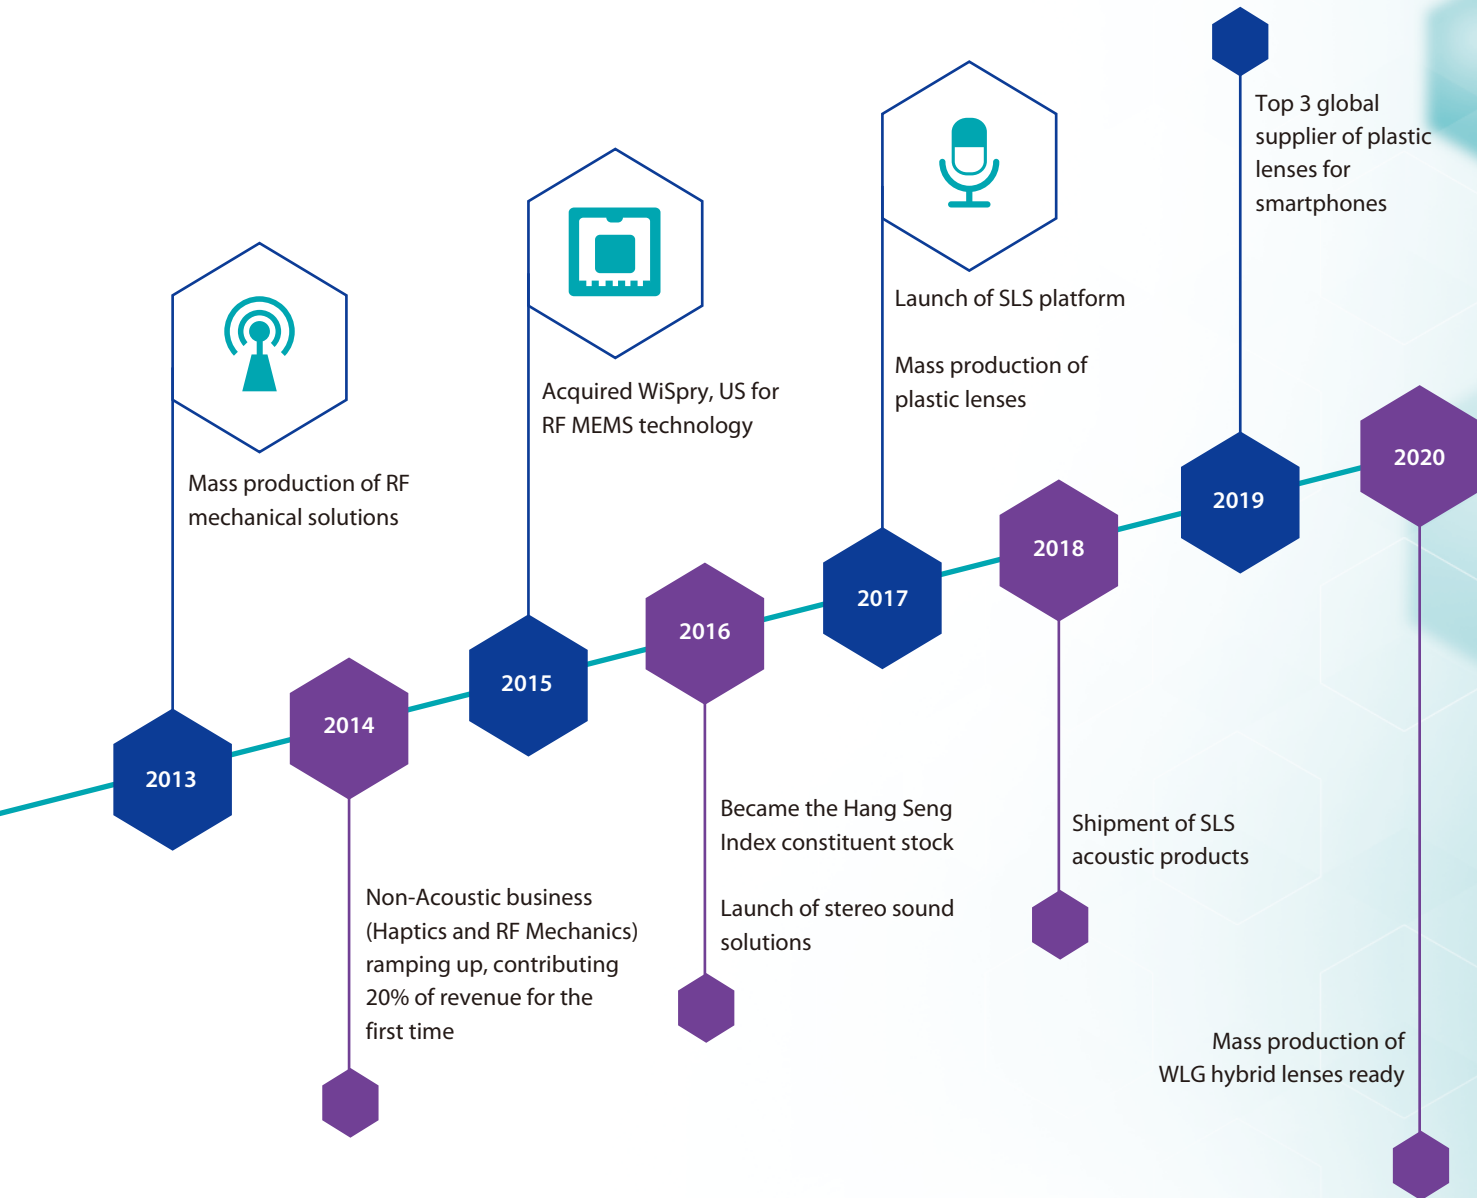 2013
Mass production of RF
mechanical solutions
2014
Non-Acoustic business
(Haptics and RF Mechanics)
ramping up, contributing
20% of revenue for the
first time
2015
Acquired WiSpry, US for
RF MEMS technology
2016
Became the Hang Seng
Index constituent stock
Launch of stereo sound
solutions
2017
Launch of SLS platform
Mass production of
plastic lenses
2018
Shipment of SLS
acoustic products
2019
Top 3 global
supplier of plastic
lenses for
smartphones
2020
Mass production of
WLG hybrid lenses ready